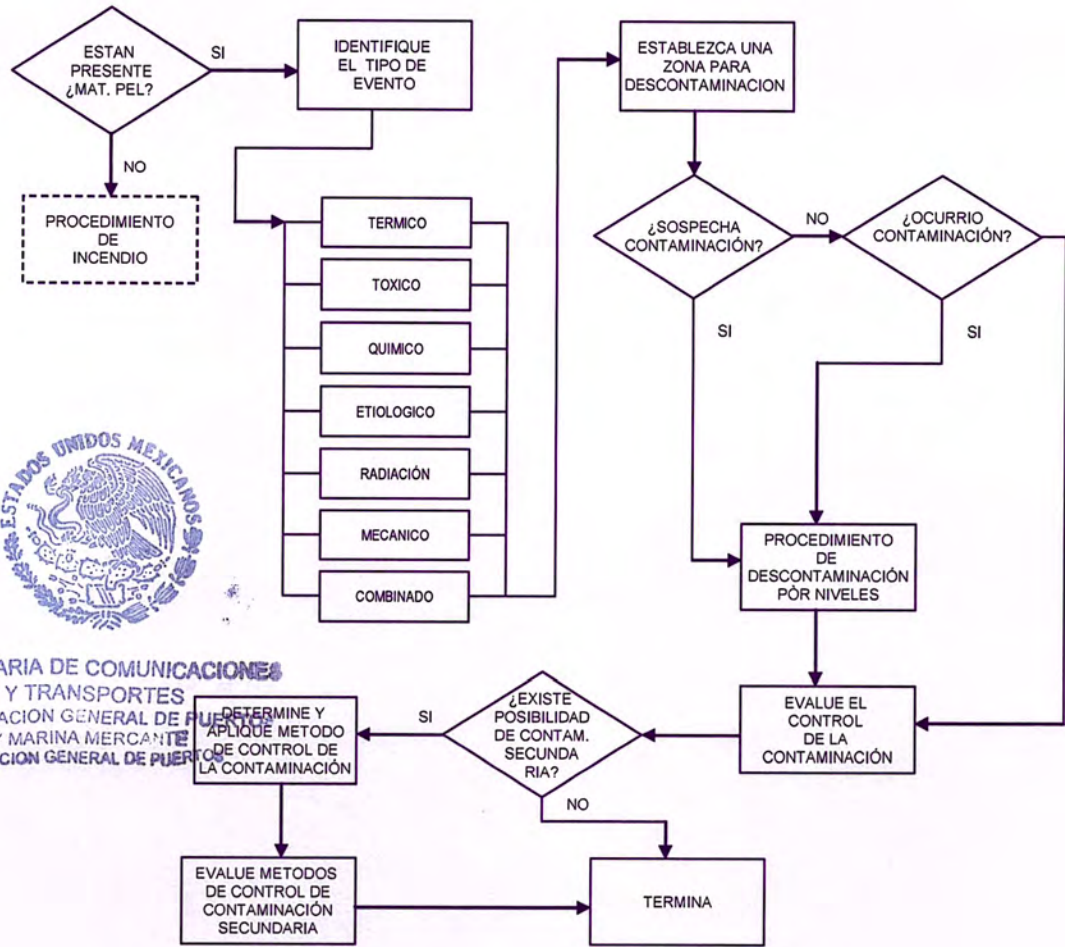 ESTAN
PRESENTE
¿MAT. PEL?
SI
NO
IDENTIFIQUE
EL TIPO DE
EVENTO
PROCEDIMIENTO
DE
INCENDIO
TERMICO
TOXICO
QUIMICO
ETIOLOGICO
RADIACIÓN
MECANICO
COMBINADO
ESTABLEZCA UNA
ZONA PARA
DESCONTAMINACION
¿SOSPECHA
CONTAMINACIÓN?
NO
SI
¿OCURRIO
CONTAMINACIÓN?
SI
PROCEDIMIENTO
DE
DESCONTAMINACIÓN
PÒR NIVELES
EVALUE EL
CONTROL
DE LA
CONTAMINACIÓN
¿EXISTE
POSIBILIDAD
DE CONTAM.
SECUNDA
RIA?
SI
NO
DETERMINE Y
APLIQUE METODO
DE CONTROL DE
LA CONTAMINACIÓN
EVALUE METODOS
DE CONTROL DE
CONTAMINACIÓN
SECUNDARIA
TERMINA
ESTADOS UNIDOS MEXICANOS
ARIA DE COMUNICACIONES
Y TRANSPORTES
ACION GENERAL DE PUERTOS
Y MARINA MERCANTE
CION GENERAL DE PUERTOS